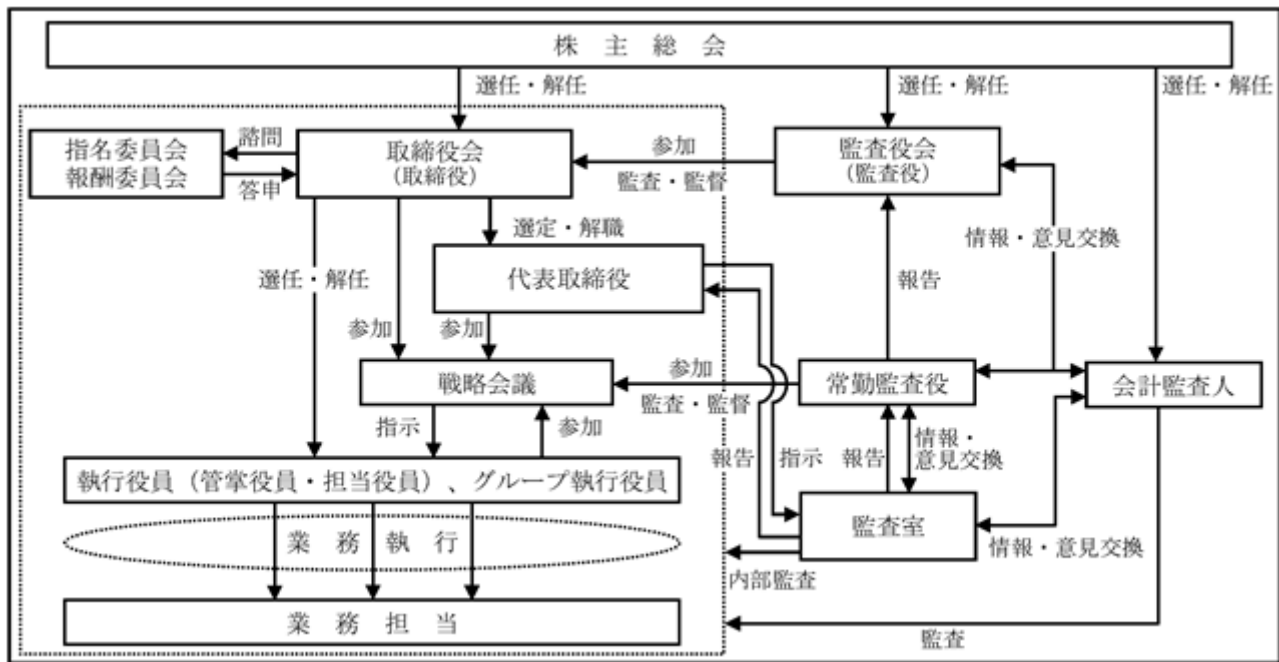 株 主 総 会
選任・解任
選任・解任
選任・解任
指名委員会
報酬委員会
諮問
答申
取締役会
(取締役)
参加
監査・監督
監査役会
(監査役)
選定・解職
情報・意見交換
選任・解任
代表取締役
報告
参加
参加
戦略会議
参加
監査・監督
常勤監査役
会計監査人
指示
参加
報告
指示
報告
情報・
意見交換
執行役員（管掌役員・担当役員）、グループ執行役員
監査室
業 務 執 行
情報・意見交換
内部監査
業 務 担 当
監査